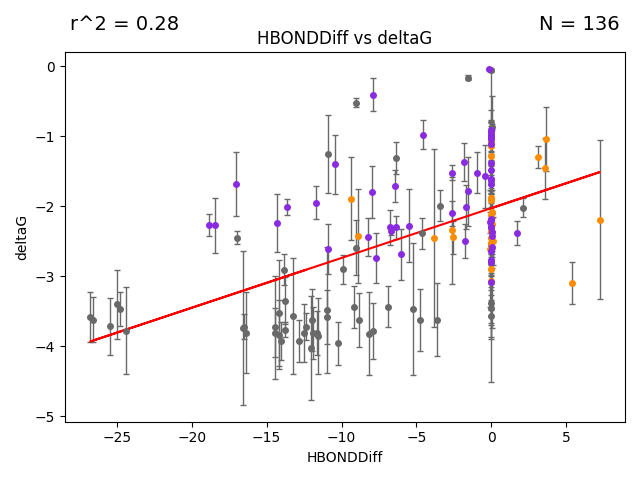 r^2 = 0.28
N = 136
HBONDDiff vs deltaG
deltaG
0
−1
−2
−3
−4
−5
−25
−20
−15
−10
−5
0
5
HBONDDiff